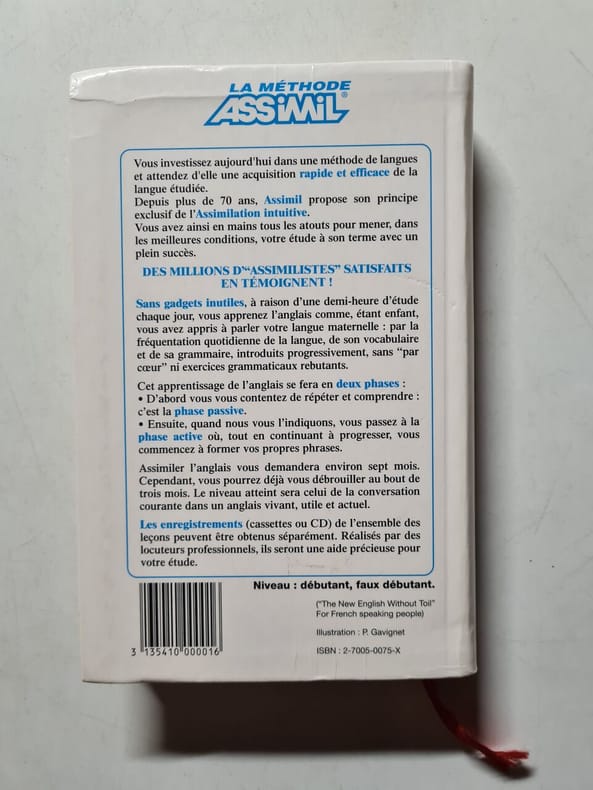 LA MÉTHODE
ASSiMiL®
Vous investissez aujourd'hui dans une méthode de langues
et attendez d'elle une acquisition rapide et efficace de
la langue étudiée.
Depuis plus de 70 ans, Assimil propose son principe
exclusif de l'Assimilation intuitive.
Vous avez ainsi en mains tous les atouts pour mener, dans
les meilleures conditions, votre étude à son terme avec un
plein succès.
DES MILLIONS D'"ASSIMILISTES" SATISFAITS
EN TÉMOIGNENT !
Sans gadgets inutiles, à raison d'une demi-heure d'étude
chaque jour, vous apprenez l'anglais comme, étant enfant,
vous avez appris à parler votre langue maternelle : par la
fréquentation quotidienne de la langue, de son vocabulaire
et de sa grammaire, introduits progressivement, sans "par
cœur" ni exercices grammaticaux rebutants.
Cet apprentissage de l'anglais se fera en deux phases :
• D'abord vous vous contentez de répéter et comprendre :
c'est la phase passive.
• Ensuite, quand nous vous l'indiquons, vous passez à la
phase active où, tout en continuant à progresser, vous
commencez à former vos propres phrases.
Assimiler l'anglais vous demandera environ sept mois.
Cependant, vous pourrez déjà vous débrouiller au bout de
trois mois. Le niveau atteint sera celui de la conversation
courante dans un anglais vivant, utile et actuel.
Les enregistrements (cassettes ou CD) de l'ensemble des
leçons peuvent être obtenus séparément. Réalisés par des
locuteurs professionnels, ils seront une aide précieuse pour
votre étude.
Niveau : débutant, faux débutant.
("The New English Without Toil"
For French speaking people)
Illustration : P. Gavignet
ISBN : 2-7005-0075-X
3 135410 000016